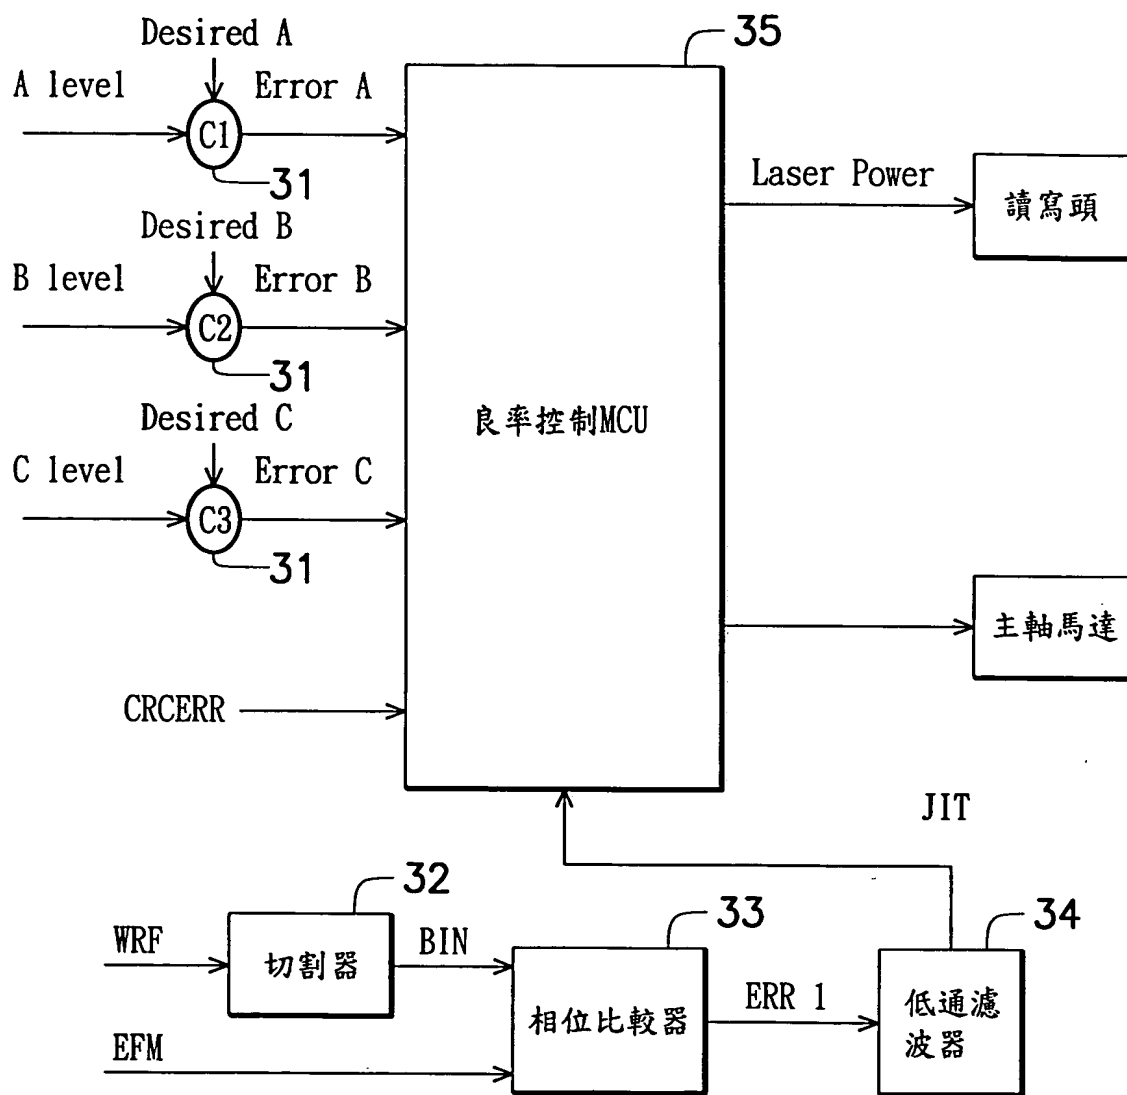 Desired A
35
A level
Error A
C1
31
Laser Power
讀寫頭
Desired B
B level
Error B
C2
31
Desired C
良率控制MCU
C level
Error C
C3
31
主軸馬達
CRCERR
JIT
32
33
34
WRF
切割器
BIN
相位比較器
ERR 1
低通濾
波器
EFM